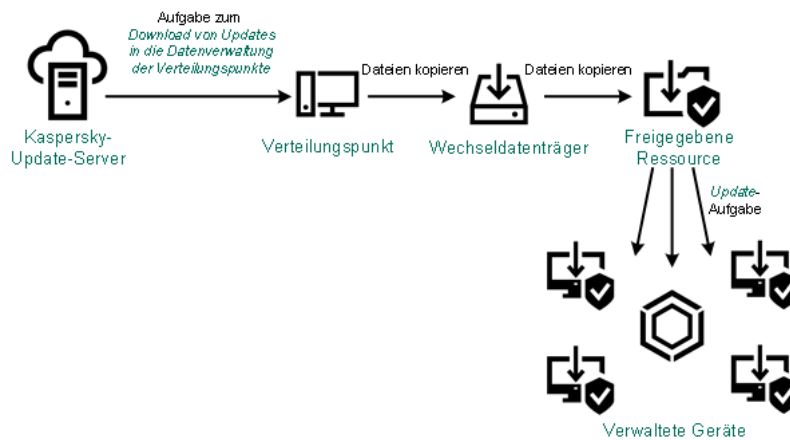 Aufgabe zum
Download von Updates
in die Datenverwaltung
der Verteilungspunkte
Dateien kopieren
Dateien kopieren
Kaspersky-
Update-Server
Verteilungspunkt
Wechseldatenträger
Freigegebene
Ressource
Update-
Aufgabe
Verwaltete Geräte